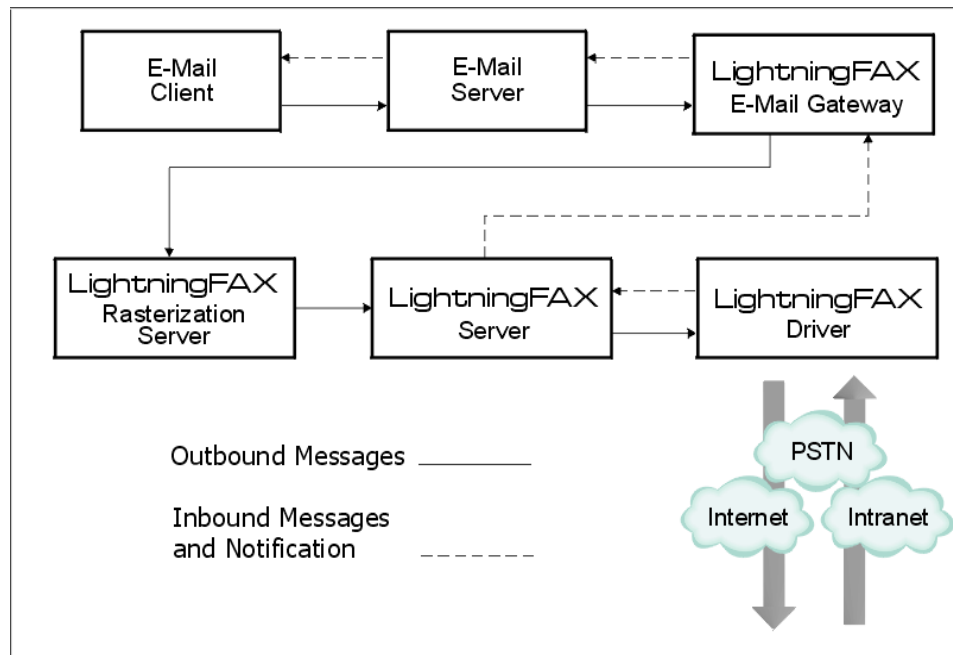 E-Mail
Client
E-Mail
Server
LightningFAX
E-Mail Gateway
LightningFAX
Rasterization
Server
LightningFAX
Server
LightningFAX
Driver
Outbound Messages
Inbound Messages
and Notification
PSTN
Internet
Intranet